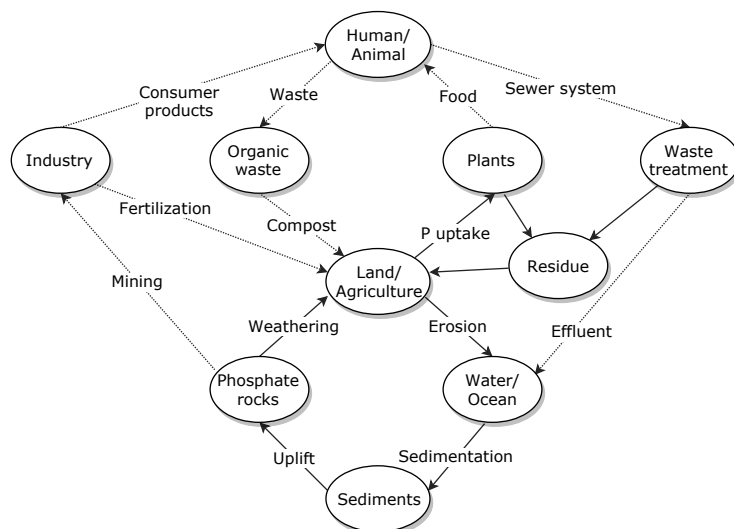 Human/
Animal
Consumer
products
Waste
Food
Sewer system
Industry
Organic
waste
Plants
Waste
treatment
Fertilization
Compost
P uptake
Land/
Agriculture
Residue
Mining
Weathering
Erosion
Effluent
Phosphate
rocks
Water/
Ocean
Uplift
Sedimentation
Sediments